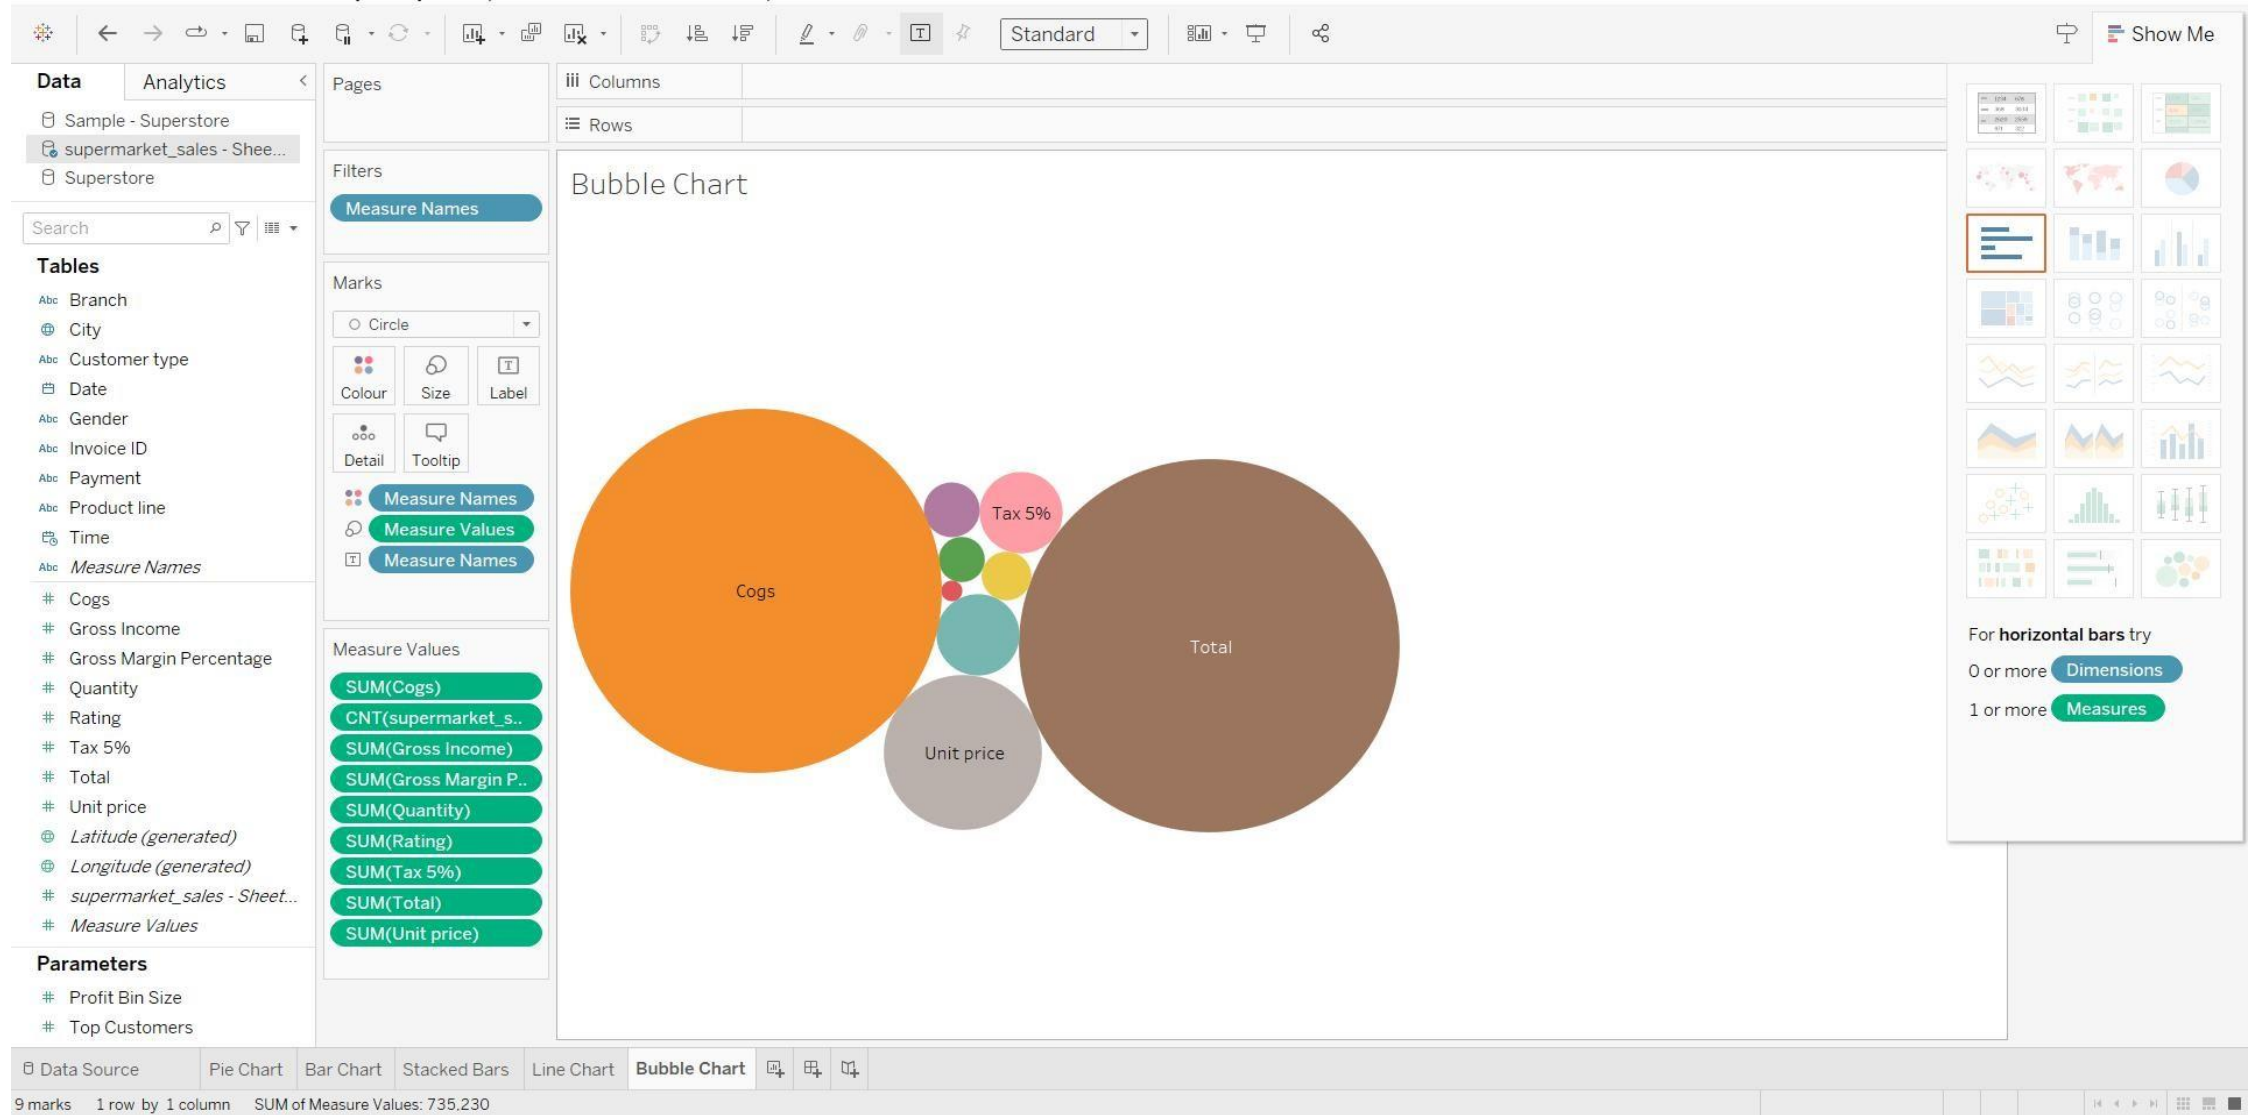 Standard
Show Me
Data
Analytics
Sample - Superstore
supermarket_sales - Shee...
Superstore
Search
Tables
Abc Branch
City
Abc Customer type
Date
Abc Gender
Abc Invoice ID
Abc Payment
Abc Product line
Time
Abc Measure Names
# Cogs
# Gross Income
# Gross Margin Percentage
# Quantity
# Rating
# Tax 5%
# Total
# Unit price
Latitude (generated)
Longitude (generated)
# supermarket_sales - Sheet...
# Measure Values
Parameters
# Profit Bin Size
# Top Customers
Pages
Filters
Measure Names
Marks
Circle
Colour Size Label
Detail Tooltip
Measure Names
Measure Values
Measure Names
Measure Values
SUM(Cogs)
CNT(supermarket_s..
SUM(Gross Income)
SUM(Gross Margin P..
SUM(Quantity)
SUM(Rating)
SUM(Tax 5%)
SUM(Total)
SUM(Unit price)
Columns
Rows
Bubble Chart
Tax 5%
Cogs
Total
Unit price
For horizontal bars try
0 or more Dimensions
1 or more Measures
Data Source Pie Chart Bar Chart Stacked Bars Line Chart Bubble Chart
9 marks 1 row by 1 column SUM of Measure Values: 735,230